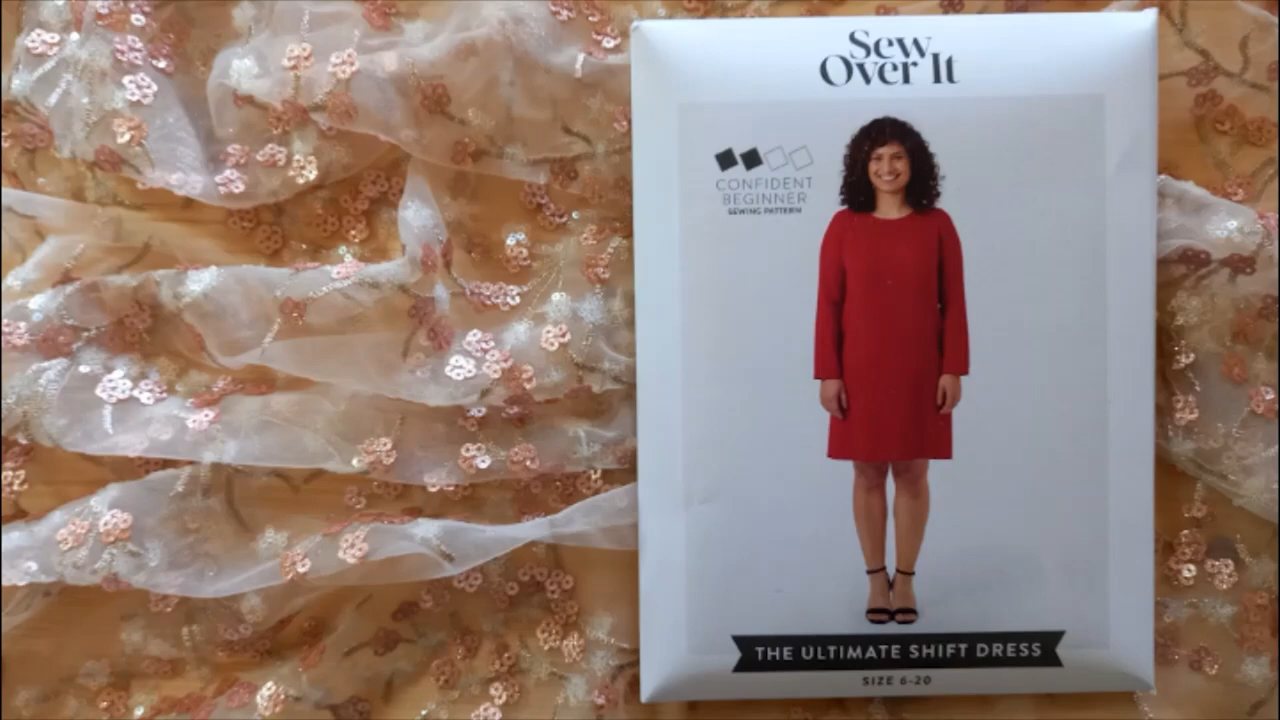 Sew
Over It
CONFIDENT
BEGINNER
SEWING PATTERN
THE ULTIMATE SHIFT DRESS
SIZE 6-20